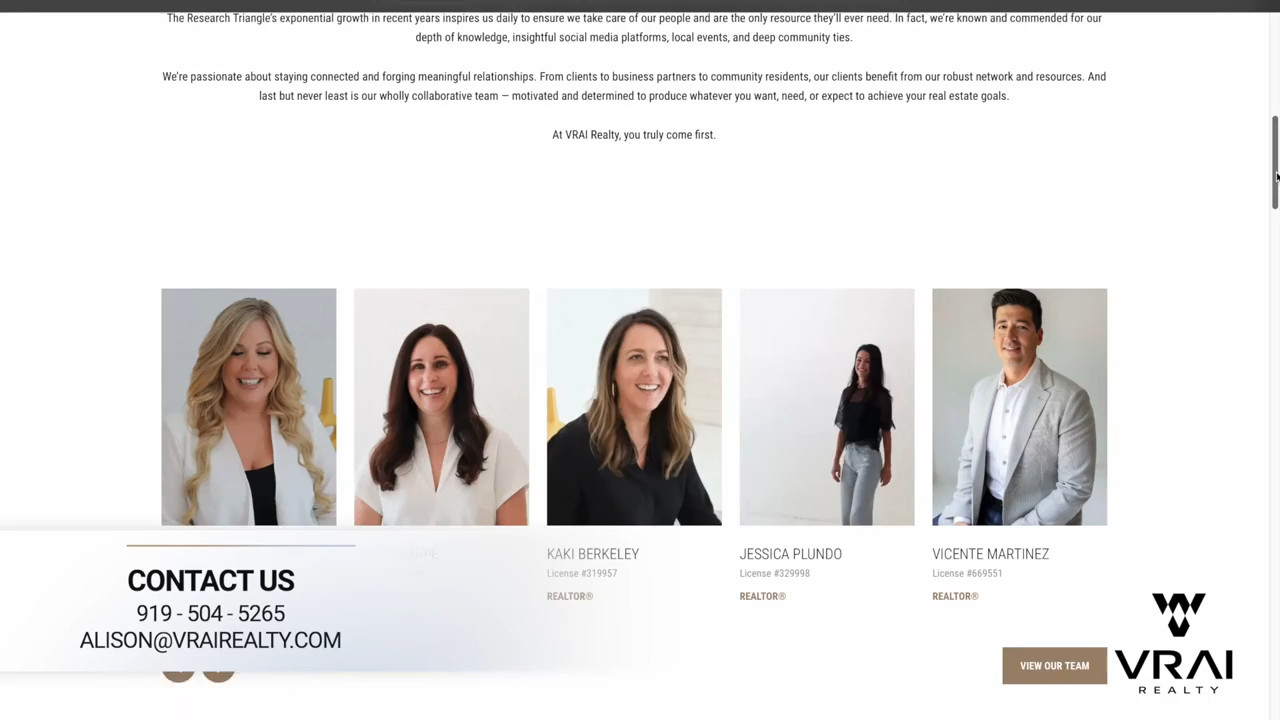 The Research Triangle's exponential growth in recent years inspires us daily to ensure we take care of our people and are the only resource they'll ever need. In fact, we're known and commended for our
depth of knowledge, insightful social media platforms, local events, and deep community ties.
We're passionate about staying connected and forging meaningful relationships. From clients to business partners to community residents, our clients benefit from our robust network and resources. And
last but never least is our wholly collaborative team — motivated and determined to produce whatever you want, need, or expect to achieve your real estate goals.
At VRAI Realty, you truly come first.
KAKI BERKELEY
License #319957
REALTOR®
JESSICA PLUNDO
License #329998
REALTOR®
VICENTE MARTINEZ
License #669551
REALTOR®
CONTACT US
919 - 504 - 5265
ALISON@VRAIREALTY.COM
VIEW OUR TEAM
VRAI
REALTY